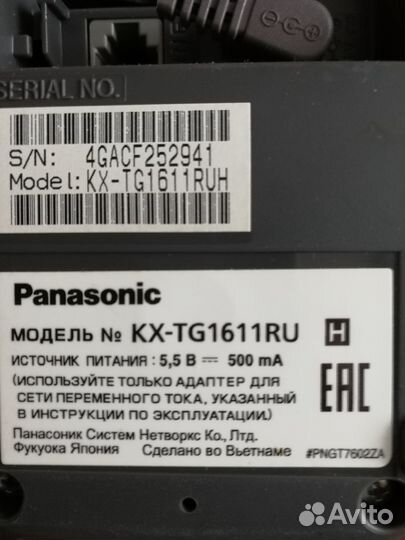 SERIAL NO.
S/N: 4GACF252941
Model: KX-TG1611RUH
Panasonic
МОДЕЛЬ № KX-TG1611RU H
ИСТОЧНИК ПИТАНИЯ : 5,5 В ⎓ 500 mA
(ИСПОЛЬЗУЙТЕ ТОЛЬКО АДАПТЕР ДЛЯ
СЕТИ ПЕРЕМЕННОГО ТОКА, УКАЗАННЫЙ
В ИНСТРУКЦИИ ПО ЭКСПЛУАТАЦИИ)
EAC
Панасоник Систем Нетворкс Ко., Лтд.
Фукуока Япония Сделано во Вьетнаме #PNGT7602ZA
Avito